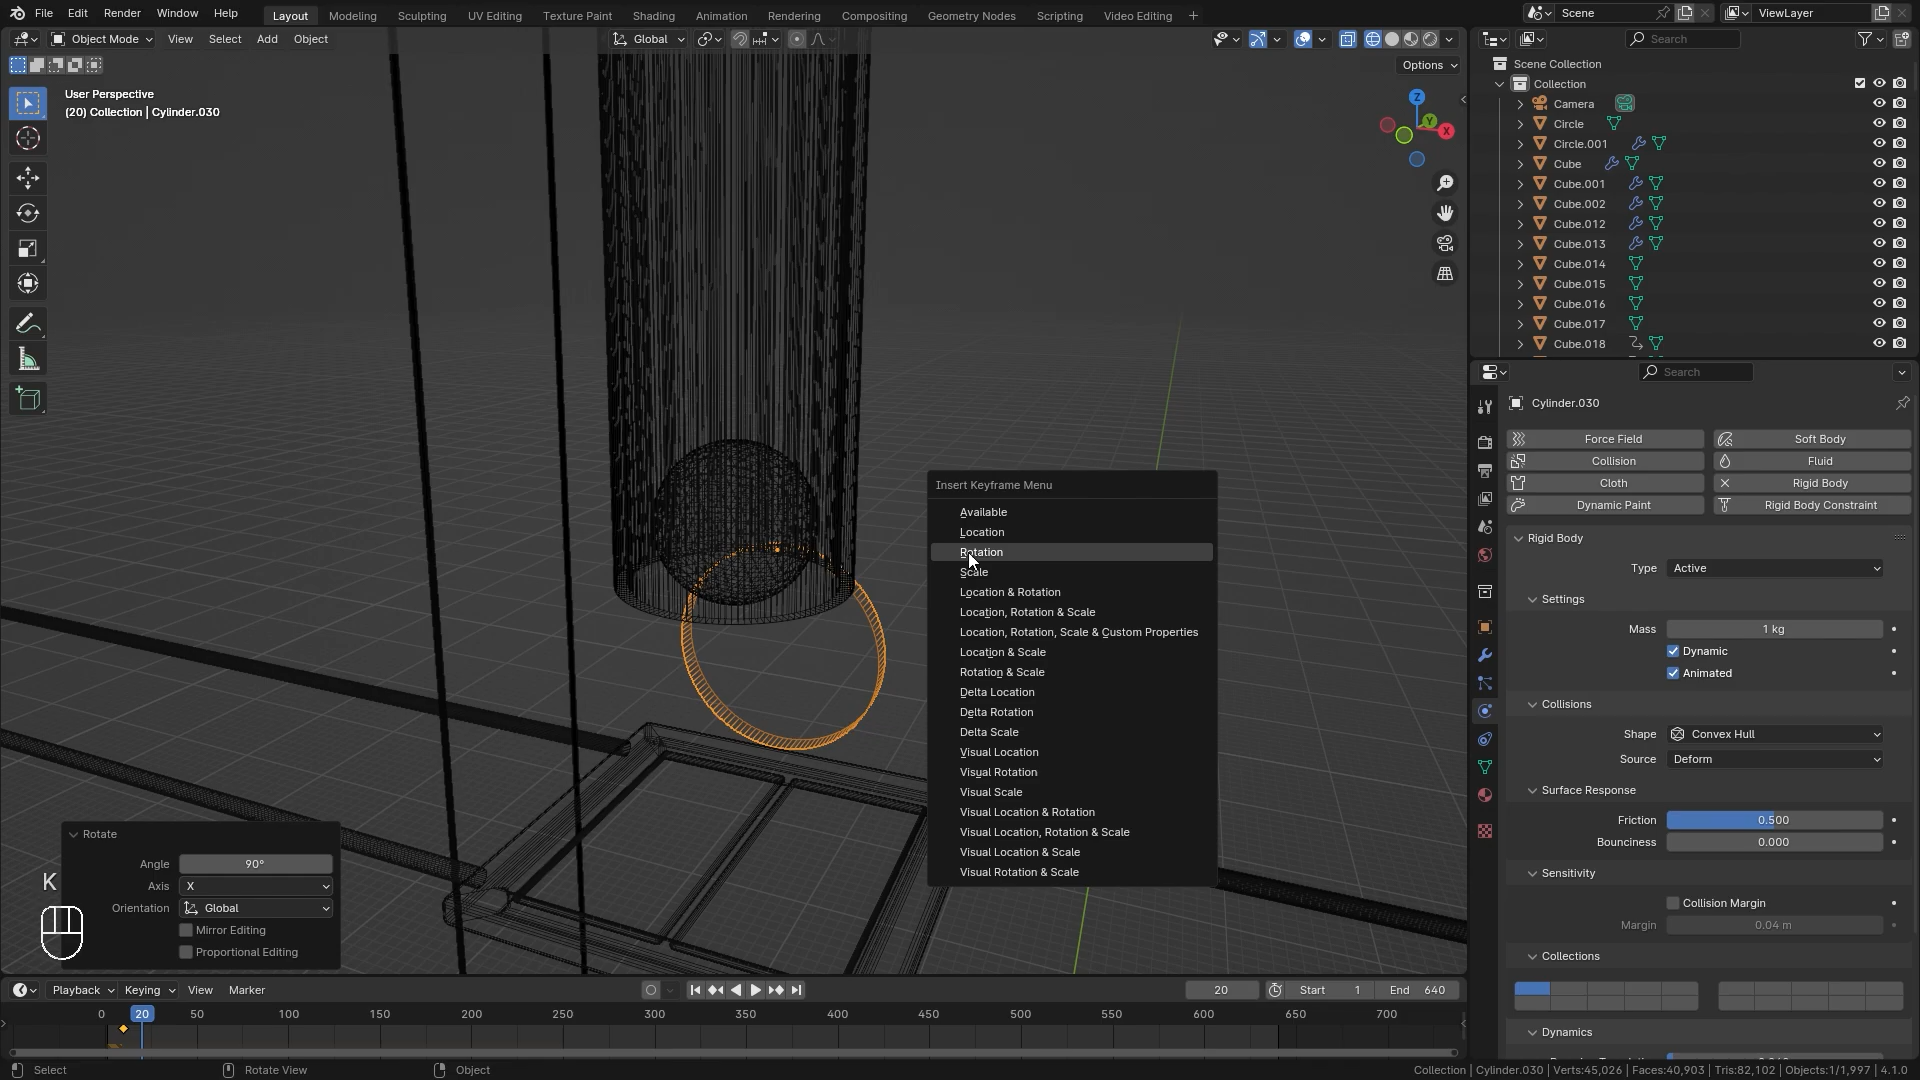 File Edit Render Window Help Layout Modeling Sculpting UV Editing Texture Paint Shading Animation Rendering Compositing Geometry Nodes Scripting Video Editing Scene ViewLayer
Object Mode View Select Add Object Global Search
Options
User Perspective
(20) Collection | Cylinder.030
Z
Y
X
Scene Collection
Collection
Camera
Circle
Circle.001
Cube
Cube.001
Cube.002
Cube.012
Cube.013
Cube.014
Cube.015
Cube.016
Cube.017
Cube.018
Search
Cylinder.030
Force Field Soft Body
Collision Fluid
Cloth Rigid Body
Dynamic Paint Rigid Body Constraint
Rigid Body
Type Active
Settings
Mass 1 kg
Dynamic
Animated
Collisions
Shape Convex Hull
Source Deform
Surface Response
Friction 0.500
Bounciness 0.000
Sensitivity
Collision Margin
Margin 0.04 m
Collections
Dynamics
Insert Keyframe Menu
Available
Location
Rotation
Scale
Location & Rotation
Location, Rotation & Scale
Location, Rotation, Scale & Custom Properties
Location & Scale
Rotation & Scale
Delta Location
Delta Rotation
Delta Scale
Visual Location
Visual Rotation
Visual Scale
Visual Location & Rotation
Visual Location, Rotation & Scale
Visual Location & Scale
Visual Rotation & Scale
Rotate
Angle 90°
Axis X
Orientation Global
Mirror Editing
Proportional Editing
K
Playback Keying View Marker 20 Start 1 End 640
0 20 50 100 150 200 250 300 350 400 450 500 550 600 650 700
Select Rotate View Object Collection | Cylinder.030 | Verts:45,026 | Faces:40,903 | Tris:82,102 | Objects:1/1,997 | 4.1.0